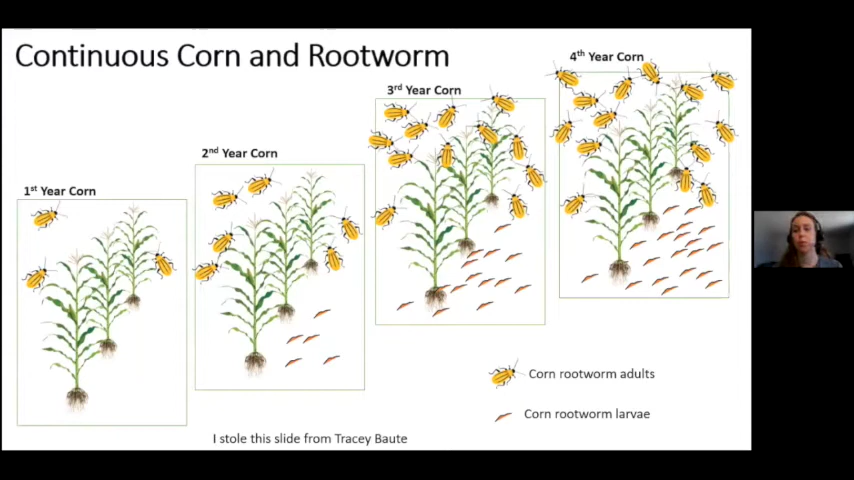 Continuous Corn and Rootworm
1st Year Corn
2nd Year Corn
3rd Year Corn
4th Year Corn
Corn rootworm adults
Corn rootworm larvae
I stole this slide from Tracey Baute